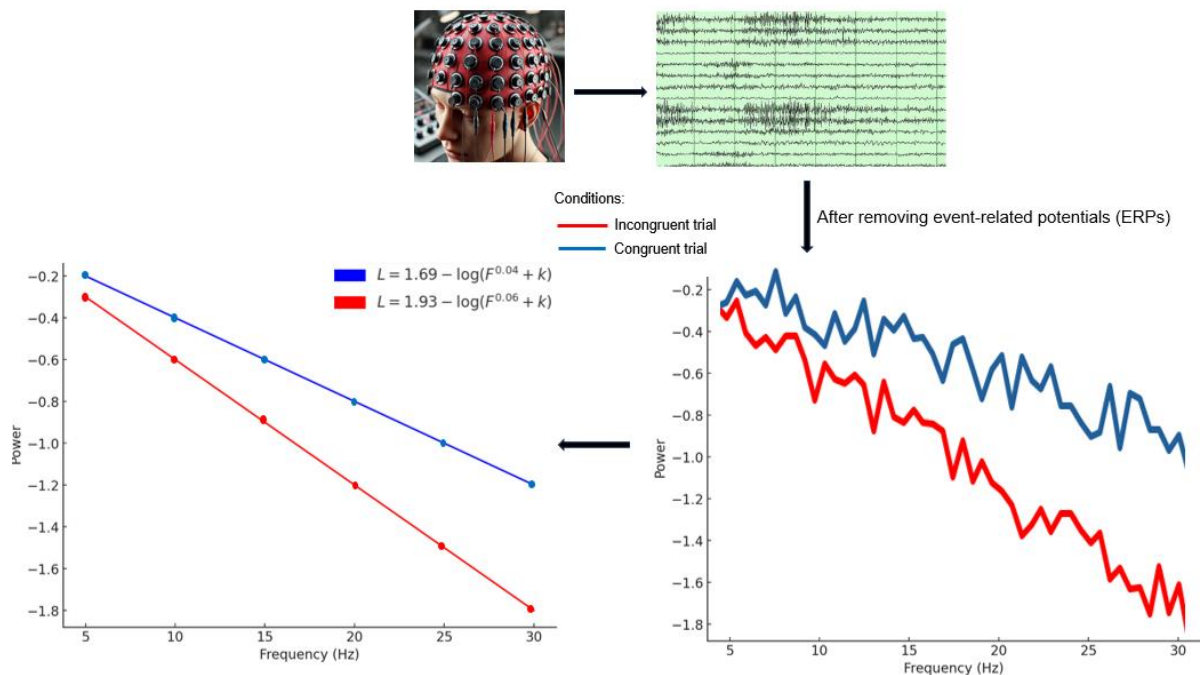 Conditions:
Incongruent trial
Congruent trial
After removing event-related potentials (ERPs)
L = 1.69 − log(F^0.04 + k)
L = 1.93 − log(F^0.06 + k)
Power
−0.2
−0.4
−0.6
−0.8
−1.0
−1.2
−1.4
−1.6
−1.8
5 10 15 20 25 30
Frequency (Hz)
Power
−0.2
−0.4
−0.6
−0.8
−1.0
−1.2
−1.4
−1.6
−1.8
5 10 15 20 25 30
Frequency (Hz)